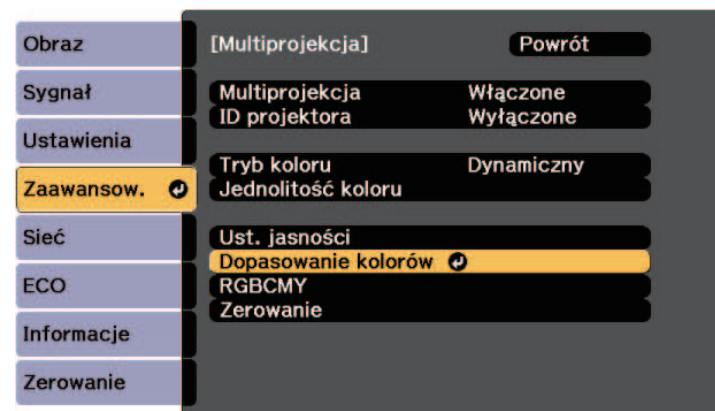 Obraz
Sygnał
Ustawienia
Zaawansow.
Sieć
ECO
Informacje
Zerowanie
[Multiprojekcja] Powrót
Multiprojekcja Włączone
ID projektora Wyłączone
Tryb koloru Dynamiczny
Jednolitość koloru
Ust. jasności
Dopasowanie kolorów
RGBCMY
Zerowanie